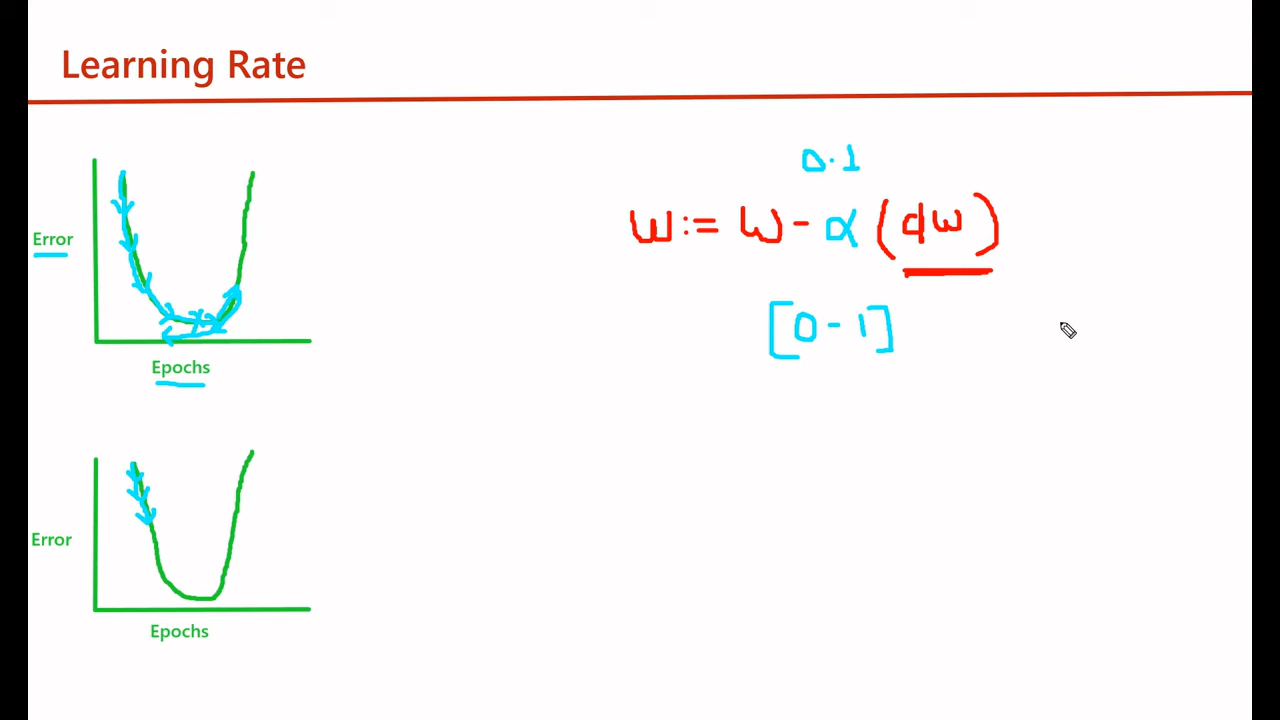 Learning Rate
Error
Epochs
0.1
w := w - α (dw)
[0 - 1]
Error
Epochs